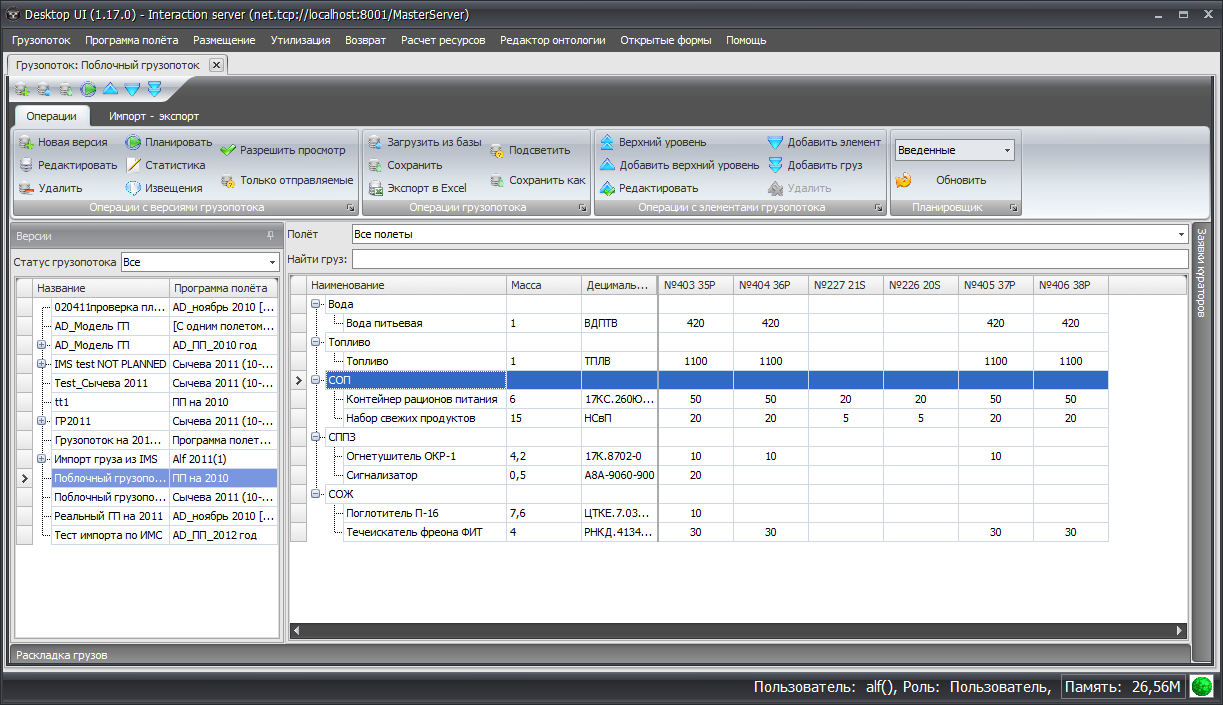 Desktop UI (1.17.0) - Interaction server (net.tcp://localhost:8001/MasterServer)
Грузопоток Программа полёта Размещение Утилизация Возврат Расчет ресурсов Редактор онтологии Открытые формы Помощь
Грузопоток: Поблочный грузопоток
Операции Импорт - экспорт
Новая версия Планировать Разрешить просмотр
Редактировать Статистика Только отправляемые
Удалить Извещения
Операции с версиями грузопотока
Загрузить из базы Подсветить
Сохранить Сохранить как
Экспорт в Excel
Операции грузопотока
Верхний уровень Добавить элемент
Добавить верхний уровень Добавить груз
Редактировать Удалить
Операции с элементами грузопотока
Введенные
Обновить
Планировщик
Версии
Статус грузопотока Все
Название Программа полёта
020411проверка пл... AD_ноябрь 2010 [...
AD_Модель ГП [С одним полетом...
AD_Модель ГП AD_ПП_2010 год
IMS test NOT PLANNED Сычева 2011 (10-...
Test_Сычева 2011 Сычева 2011 (10-...
tt1 ПП на 2010
ГР2011 Сычева 2011 (10-...
Грузопоток на 201... Программа полет...
Импорт груза из IMS Alf 2011(1)
Поблочный грузопо... ПП на 2010
Поблочный грузопо... Сычева 2011 (10-...
Реальный ГП на 2011 AD_ноябрь 2010 [...
Тест импорта по ИМС AD_ПП_2012 год
Полёт Все полеты
Найти груз:
Наименование Масса Децималь... №403 35Р №404 36Р №227 21S №226 20S №405 37Р №406 38Р
Вода
Вода питьевая 1 ВДПТВ 420 420 420 420
Топливо
Топливо 1 ТПЛВ 1100 1100 1100 1100
СОП
Контейнер рационов питания 6 17КС.260Ю... 50 50 20 20 50 50
Набор свежих продуктов 15 НСвП 20 20 5 5 20 20
СППЗ
Огнетушитель ОКР-1 4,2 17К.8702-0 10 10 10
Сигнализатор 0,5 А8А-9060-900 20
СОЖ
Поглотитель П-16 7,6 ЦТКЕ.7.03... 10
Течеискатель фреона ФИТ 4 РНКД.4134... 30 30 30 30
Заявки кураторов
Раскладка грузов
Пользователь: alf(), Роль: Пользователь, Память: 26,56M